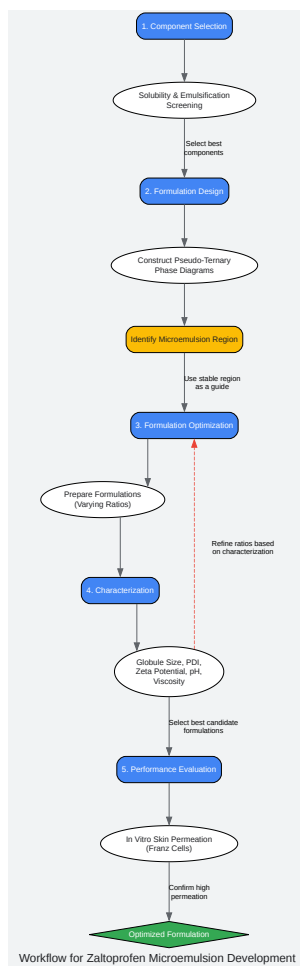 1. Component Selection
Solubility & Emulsification
Screening
Select best
components
2. Formulation Design
Construct Pseudo-Ternary
Phase Diagrams
Identify Microemulsion Region
Use stable region
as a guide
3. Formulation Optimization
Prepare Formulations
(Varying Ratios)
Refine ratios based
on characterization
4. Characterization
Globule Size, PDI,
Zeta Potential, pH,
Viscosity
Select best candidate
formulations
5. Performance Evaluation
In Vitro Skin Permeation
(Franz Cells)
Confirm high
permeation
Optimized Formulation
Workflow for Zaltoprofen Microemulsion Development